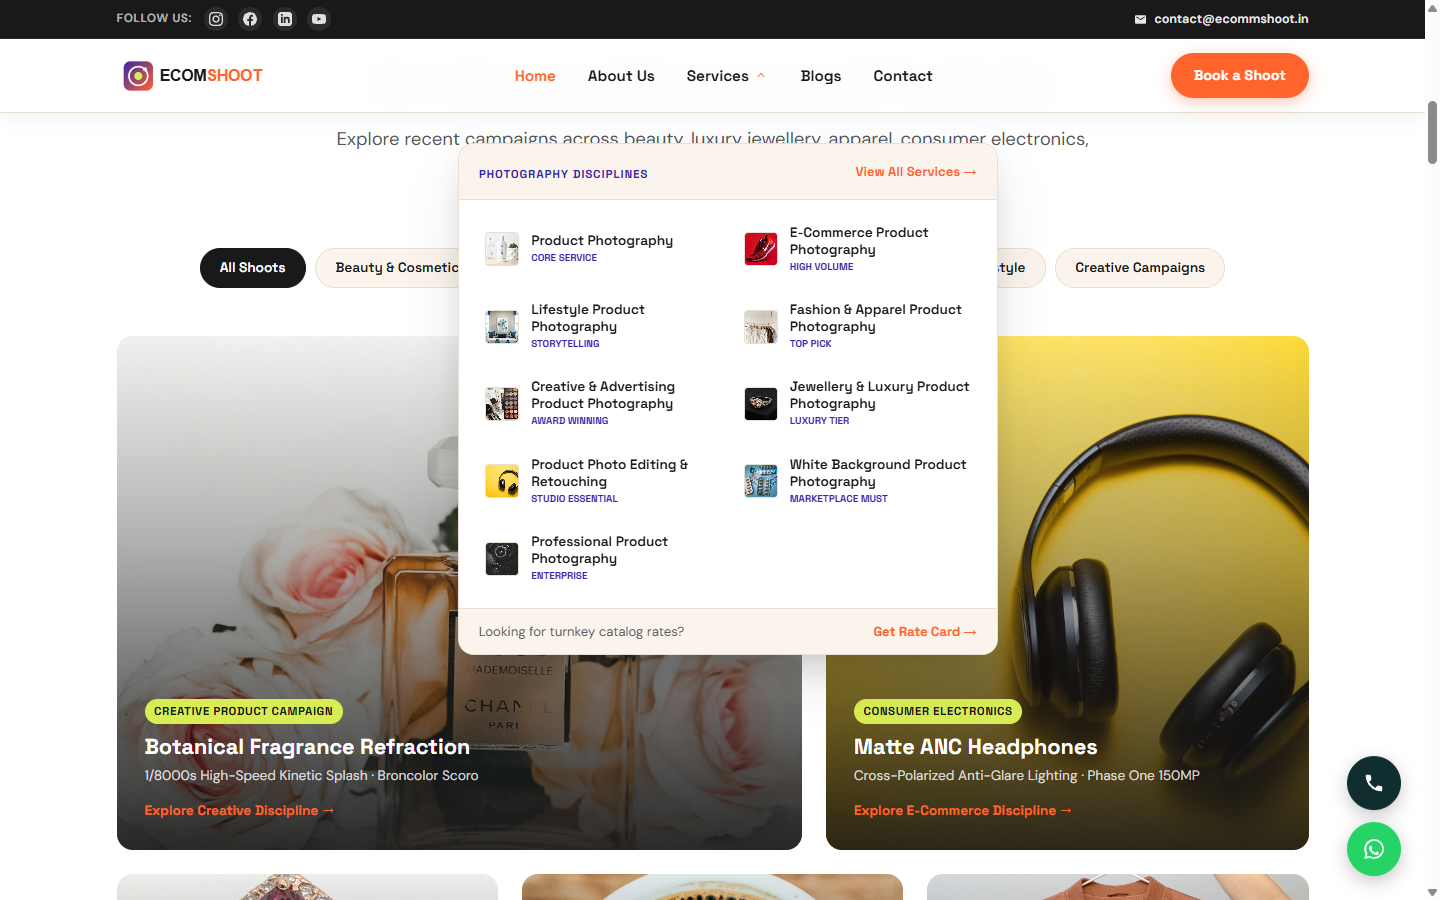 FOLLOW US:
contact@ecommshoot.in
ECOMSHOOT
Home
About Us
Services
Blogs
Contact
Book a Shoot
Explore recent campaigns across beauty, luxury jewellery, apparel, consumer electronics,
PHOTOGRAPHY DISCIPLINES
View All Services →
Product Photography
CORE SERVICE
E-Commerce Product
Photography
HIGH VOLUME
Lifestyle Product
Photography
STORYTELLING
Fashion & Apparel Product
Photography
TOP PICK
Creative & Advertising
Product Photography
AWARD WINNING
Jewellery & Luxury Product
Photography
LUXURY TIER
Product Photo Editing &
Retouching
STUDIO ESSENTIAL
White Background Product
Photography
MARKETPLACE MUST
Professional Product
Photography
ENTERPRISE
Looking for turnkey catalog rates?
Get Rate Card →
All Shoots
Beauty & Cosmetic
style
Creative Campaigns
ADEMOISELLE
CHANEL
PARI
CREATIVE PRODUCT CAMPAIGN
Botanical Fragrance Refraction
1/8000s High-Speed Kinetic Splash · Broncolor Scoro
Explore Creative Discipline →
CONSUMER ELECTRONICS
Matte ANC Headphones
Cross-Polarized Anti-Glare Lighting · Phase One 150MP
Explore E-Commerce Discipline →